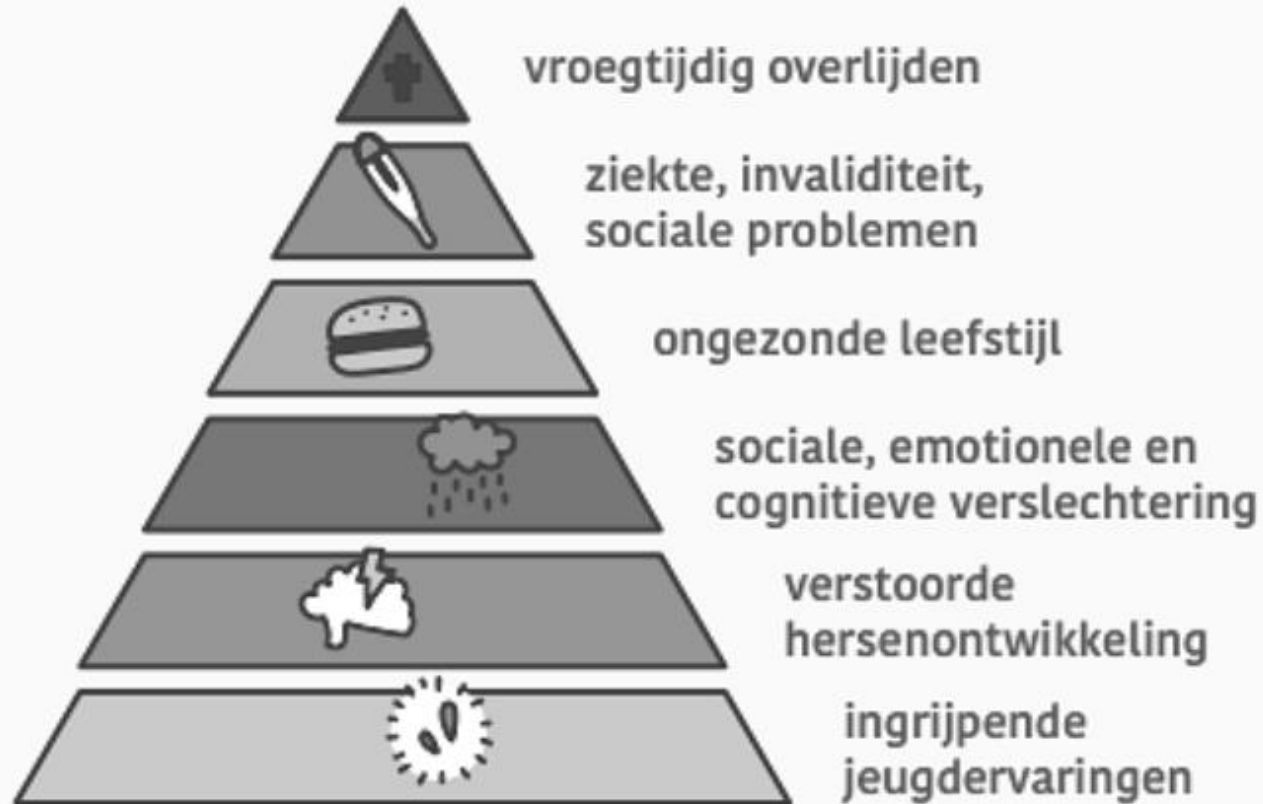 vroegtijdig overlijden
ziekte, invaliditeit,
sociale problemen
ongezonde leefstijl
sociale, emotionele en
cognitieve verslechtering
verstoorde
hersenontwikkeling
ingrijpende
jeugdervaringen